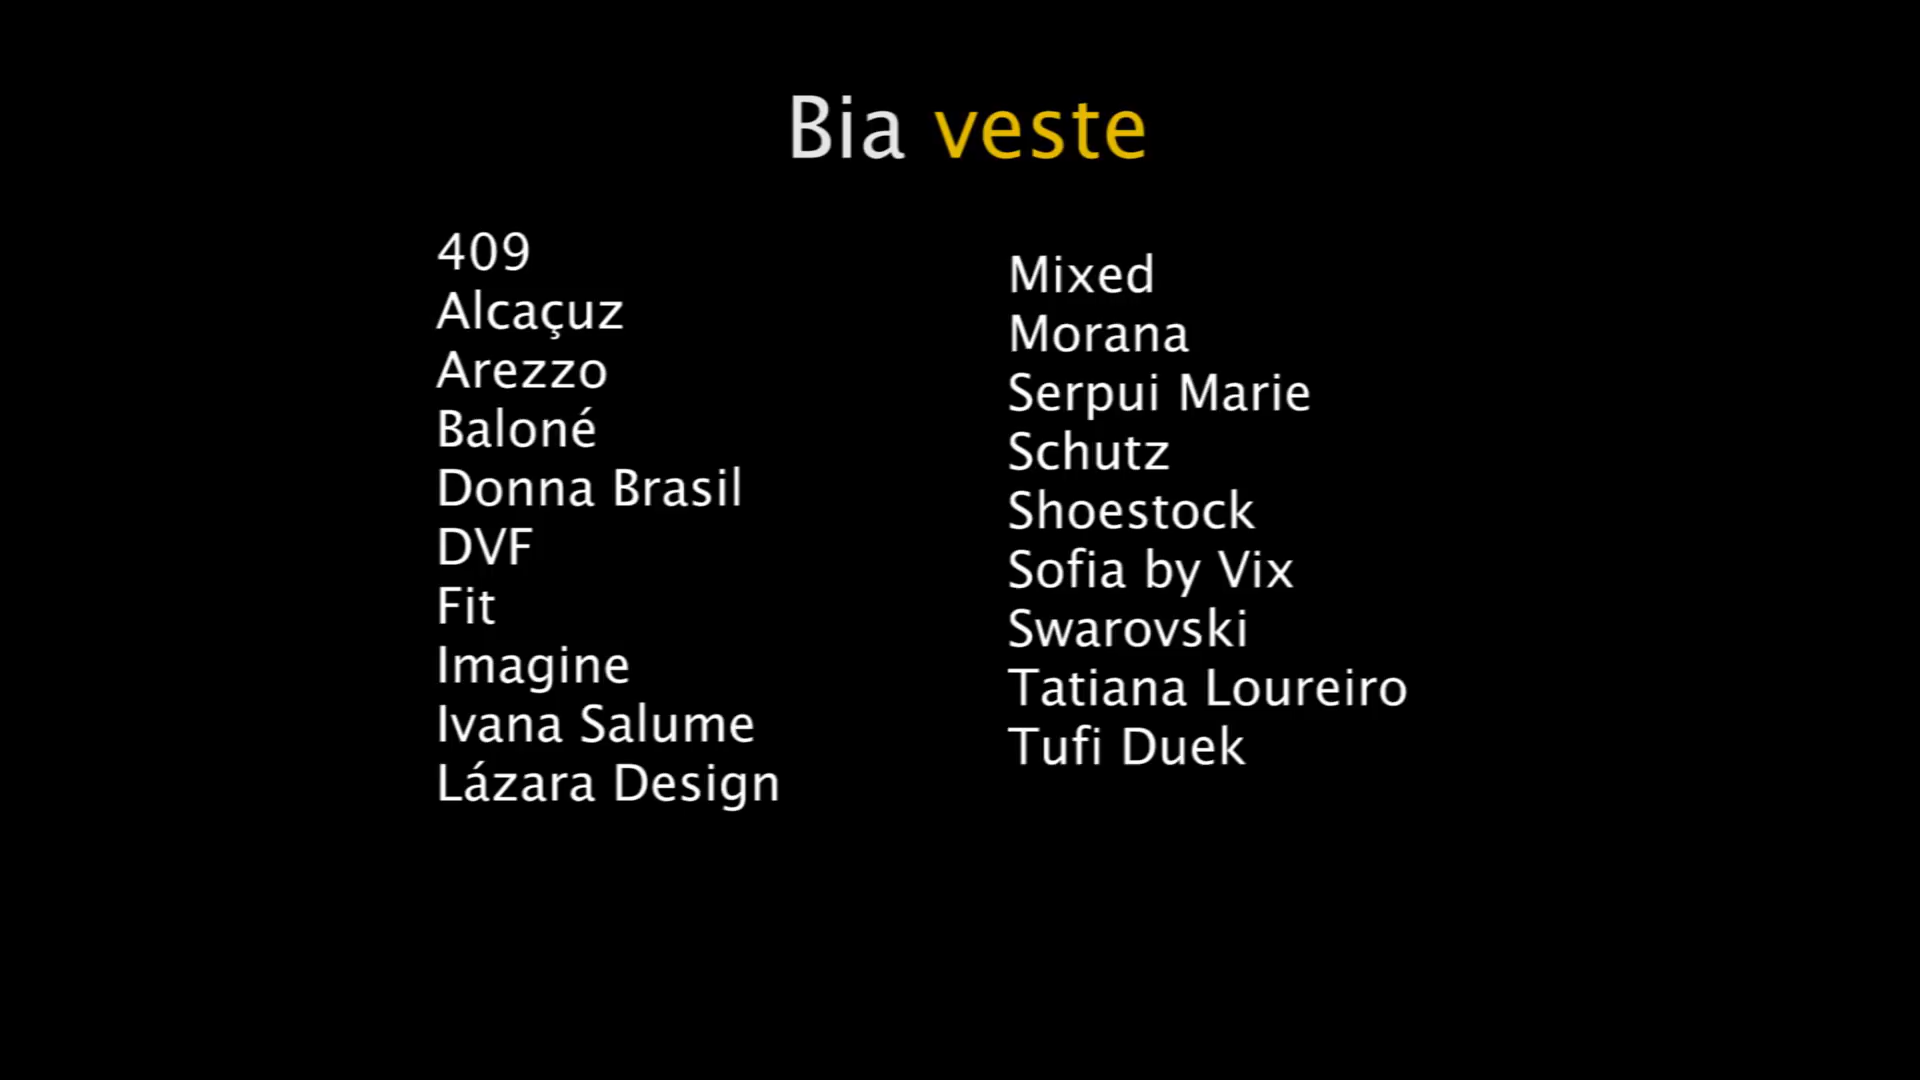 Bia veste
409
Alcaçuz
Arezzo
Baloné
Donna Brasil
DVF
Fit
Imagine
Ivana Salume
Lázara Design
Mixed
Morana
Serpui Marie
Schutz
Shoestock
Sofia by Vix
Swarovski
Tatiana Loureiro
Tufi Duek